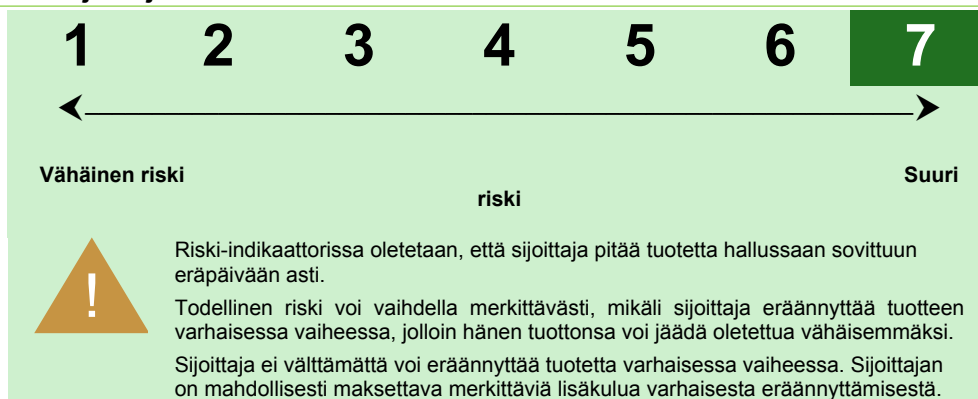 1 2 3 4 5 6 7
Vähäinen riski Suuri
riski
Riski-indikaattorissa oletetaan, että sijoittaja pitää tuotetta hallussaan sovittuun
eräpäivään asti.
Todellinen riski voi vaihdella merkittävästi, mikäli sijoittaja eräännyttää tuotteen
varhaisessa vaiheessa, jolloin hänen tuottonsa voi jäädä oletettua vähäisemmäksi.
Sijoittaja ei välttämättä voi eräännyttää tuotetta varhaisessa vaiheessa. Sijoittajan
on mahdollisesti maksettava merkittäviä lisäkulua varhaisesta eräännyttämisestä.